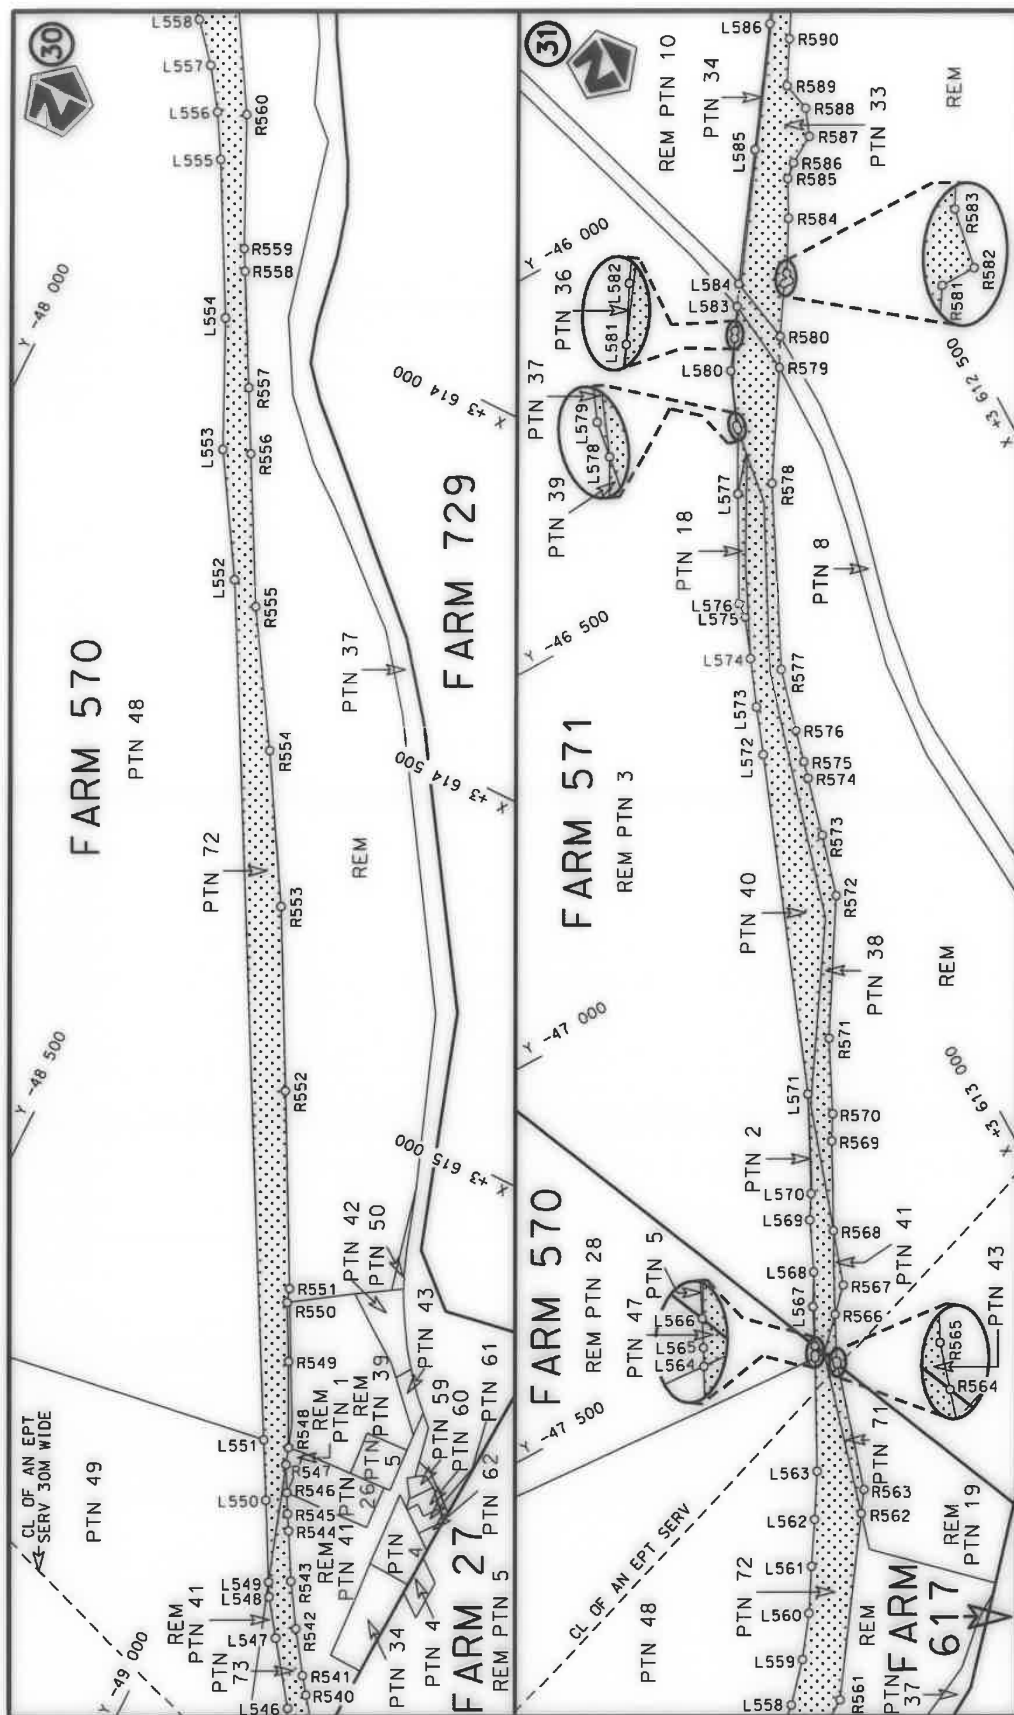 30
L558
L557
L556
L555
R560
R559
R558
L554
R557
L553
R556
L552
R555
R554
R553
R552
R551
R550
R549
L551
R548
R547
L550
R546
R545
R544
L549
L548
R543
L547
R542
R541
R540
L546
Y -48 000
X +3 614 000
FARM 570
PTN 48
FARM 729
PTN 37
X +3 614 500
PTN 72
REM
Y -48 500
X +3 615 000
PTN 42
PTN 50
PTN 43
CL OF AN EPT
SERV 30M WIDE
PTN 49
REM
PTN 1
REM
PTN 39
PTN 59
PTN 60
PTN 61
PTN 62
PTN
26
PTN
5
REM
PTN 41
PTN
4
REM
PTN 41
PTN
73
PTN 34
PTN 4
FARM 27
REM PTN 5
Y -49 000
31
L586
R590
R589
R588
R587
R586
R585
R584
L585
REM PTN 10
PTN 34
PTN 33
REM
R583
R582
R581
Y -46 000
PTN 36
L582
L581
L584
L583
R580
R579
L580
PTN 37
L579
L578
PTN 39
X +3 612 500
L577
R578
PTN 18
PTN 8
L576
L575
Y -46 500
L574
R577
L573
R576
L572
R575
R574
FARM 571
REM PTN 3
R573
R572
PTN 40
PTN 38
REM
Y -47 000
R571
L571
R570
R569
X +3 613 000
PTN 2
L570
L569
R568
PTN 41
L568
R567
L567
R566
FARM 570
REM PTN 28
PTN 47
PTN 5
L566
L565
L564
PTN 43
R565
R564
Y -47 500
PTN 71
L563
R563
L562
R562
REM
PTN 19
CL OF AN EPT SERV
L561
PTN 72
L560
PTN 48
REM
L559
FARM
617
PTN
37
L558
R561